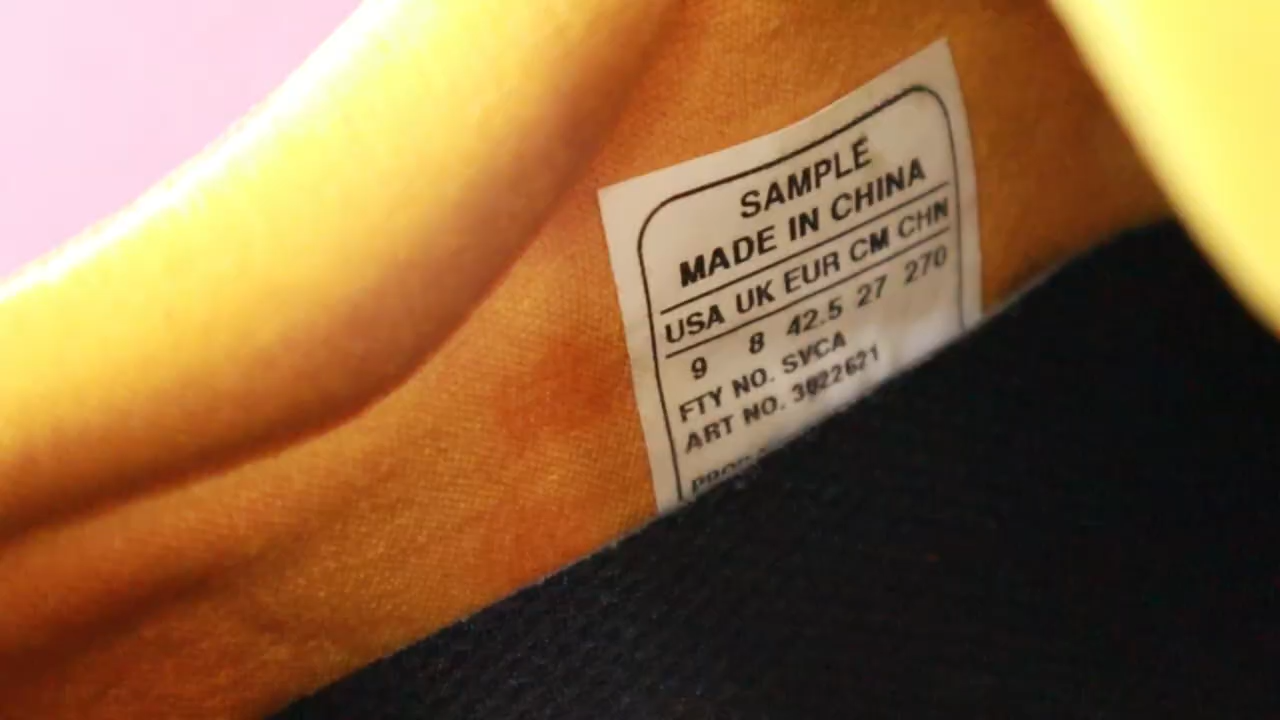 SAMPLE
MADE IN CHINA
USA UK EUR CM CHN
9 8 42.5 27 270
FTY NO. SVCA
ART NO. 3022621